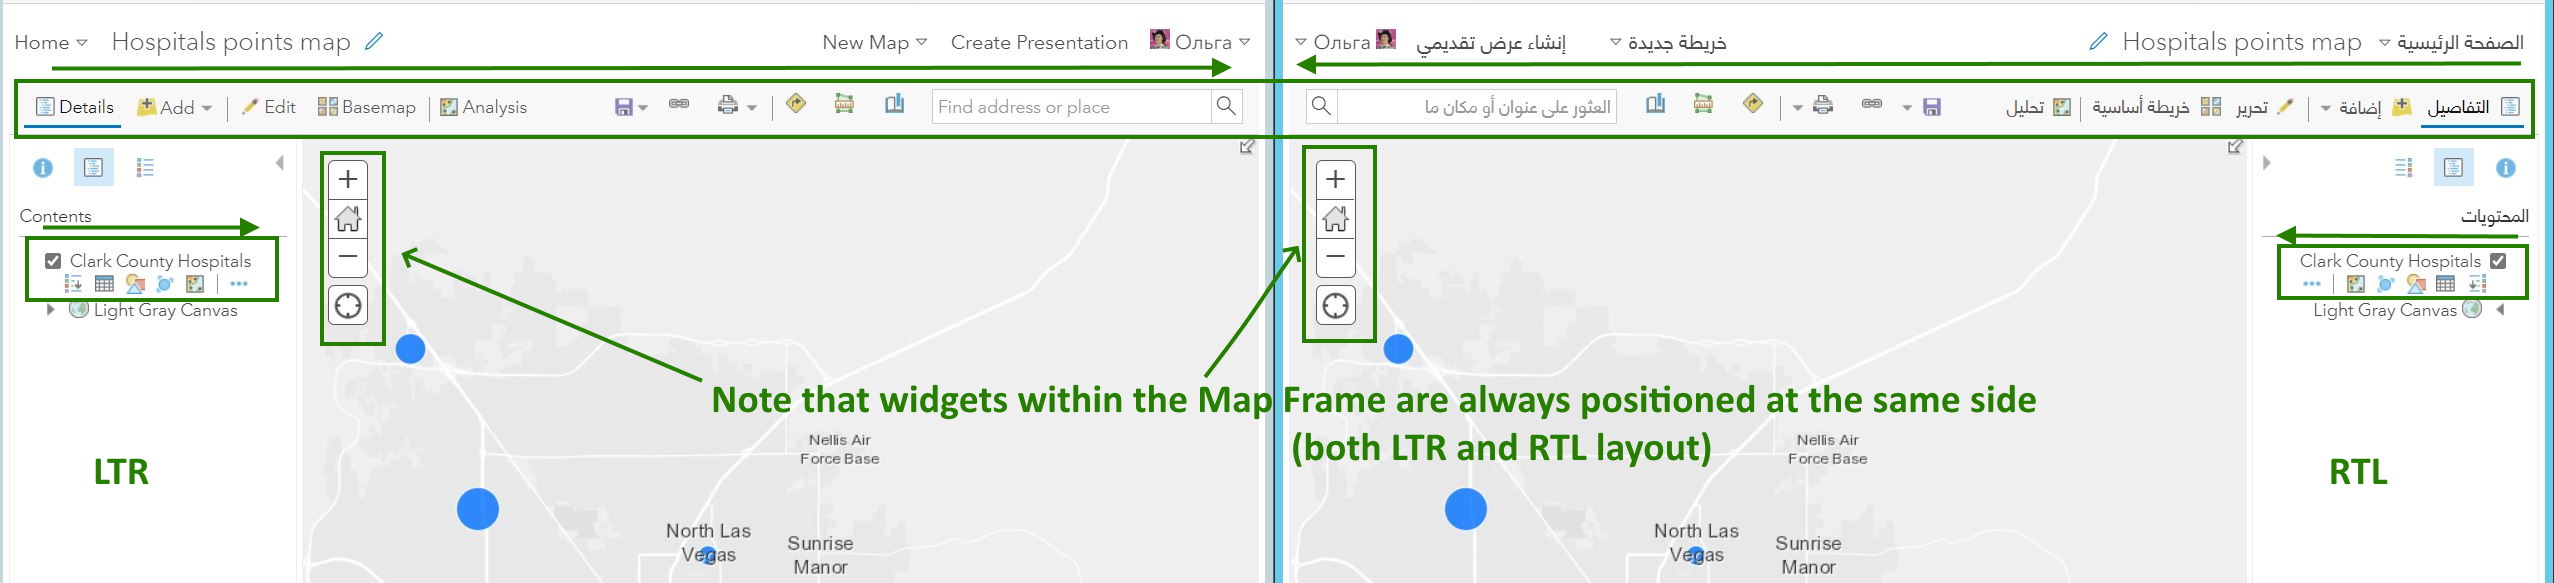 Home Hospitals points map New Map Create Presentation Ольга
Details Add Edit Basemap Analysis Find address or place
Contents
Clark County Hospitals
Light Gray Canvas
LTR
Nellis Air
Force Base
North Las
Vegas
Sunrise
Manor
Note that widgets within the Map Frame are always positioned at the same side
(both LTR and RTL layout)
الصفحة الرئيسية Hospitals points map خريطة جديدة إنشاء عرض تقديمي Ольга
التفاصيل إضافة تحرير خريطة أساسية تحليل العثور على عنوان أو مكان ما
المحتويات
Clark County Hospitals
Light Gray Canvas
RTL
Nellis Air
Force Base
North Las
Vegas
Sunrise
Manor